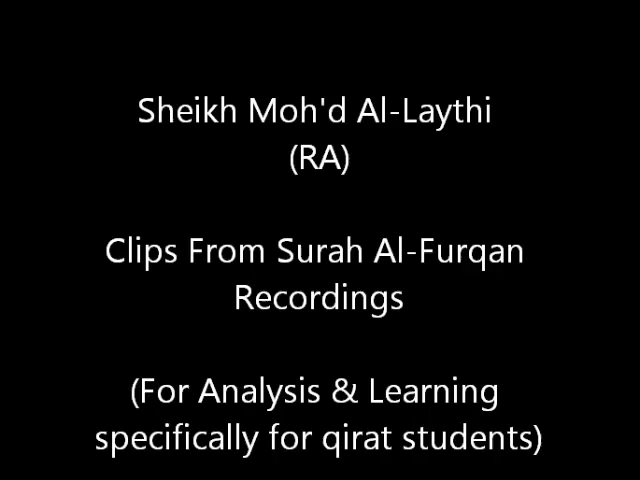 Sheikh Moh'd Al-Laythi
(RA)
Clips From Surah Al-Furqan
Recordings
(For Analysis & Learning
specifically for qirat students)